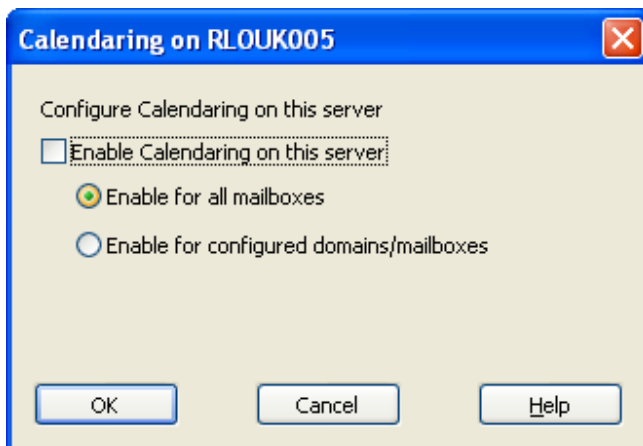 Calendaring on RLOUK005
Configure Calendaring on this server
Enable Calendaring on this server
Enable for all mailboxes
Enable for configured domains/mailboxes
OK Cancel Help